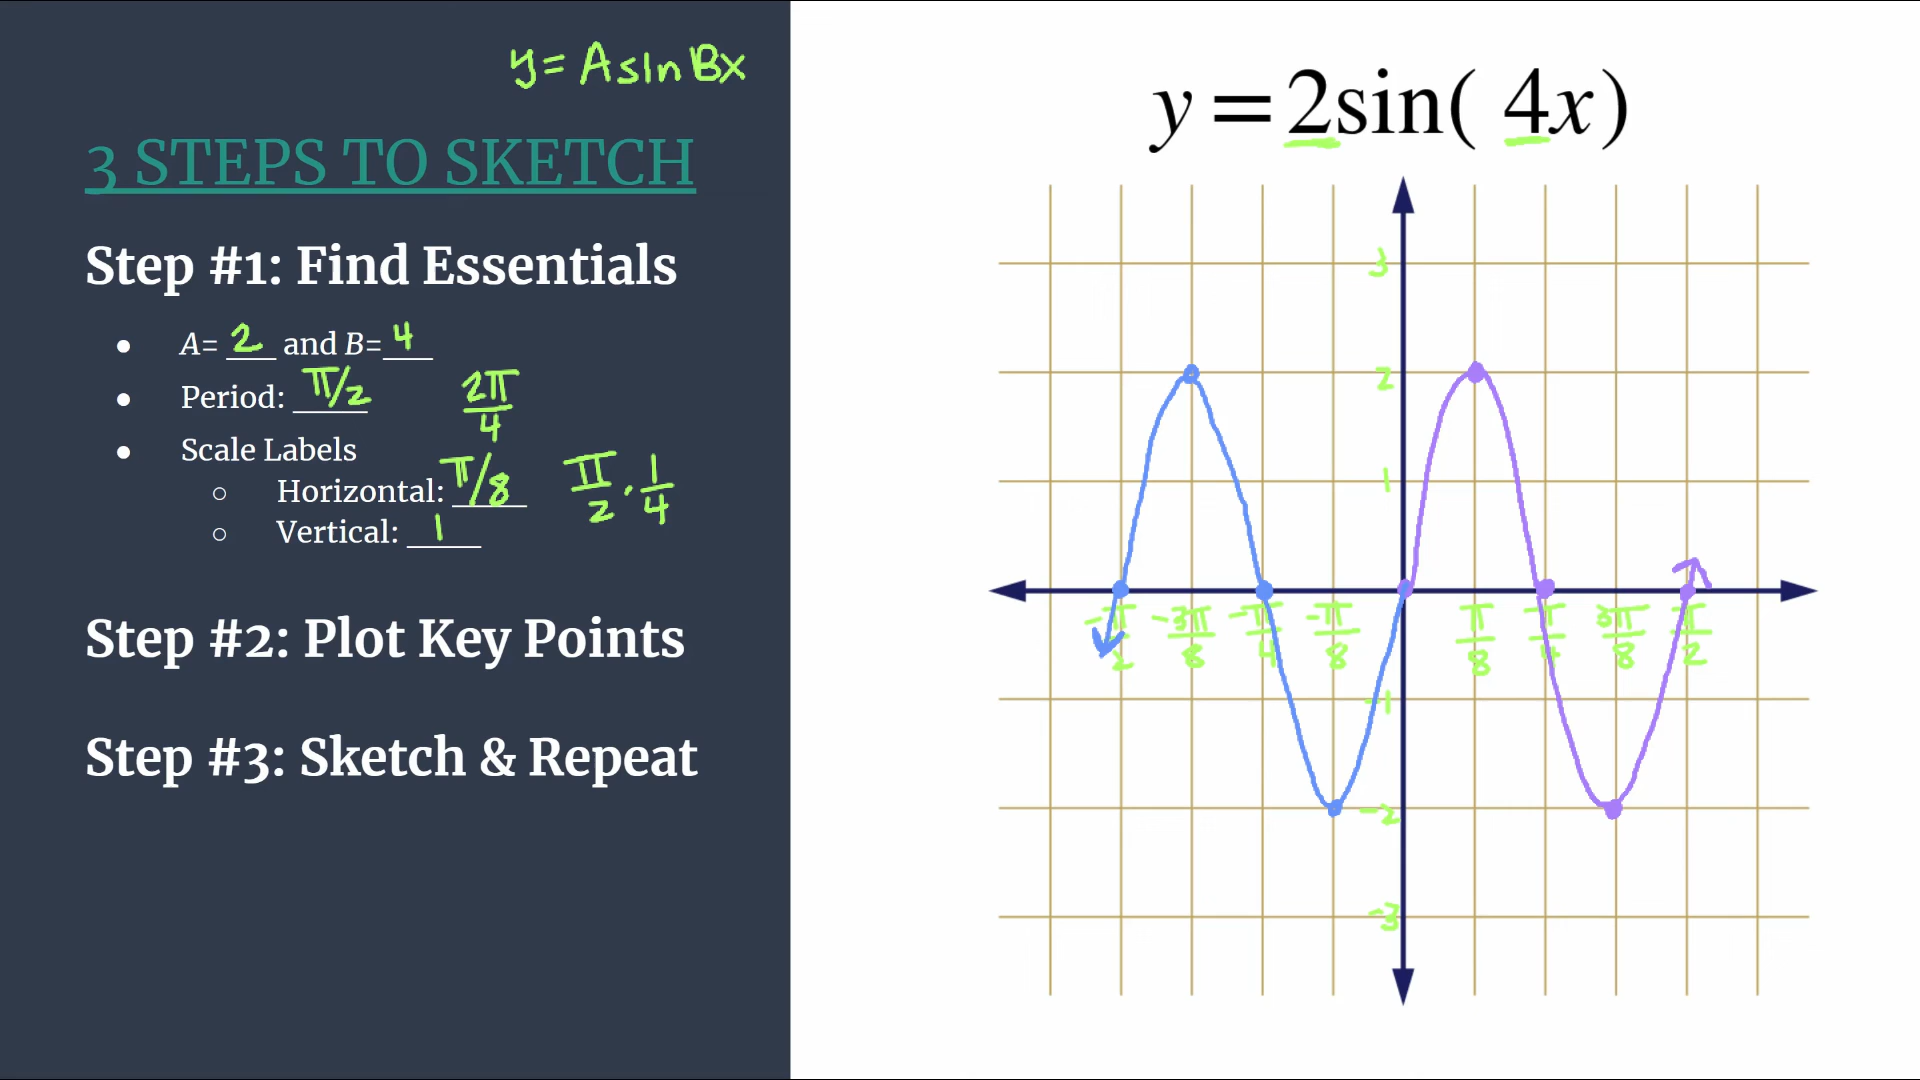 y = A sin Bx
3 STEPS TO SKETCH
Step #1: Find Essentials
● A= 2 and B= 4
● Period: π/2 2π/4
● Scale Labels
○ Horizontal: π/8 π/2 · 1/4
○ Vertical: 1
Step #2: Plot Key Points
Step #3: Sketch & Repeat
y = 2sin( 4x)
3
2
1
-π/2 -3π/8 -π/4 -π/8 π/8 π/4 3π/8 π/2
-1
-2
-3